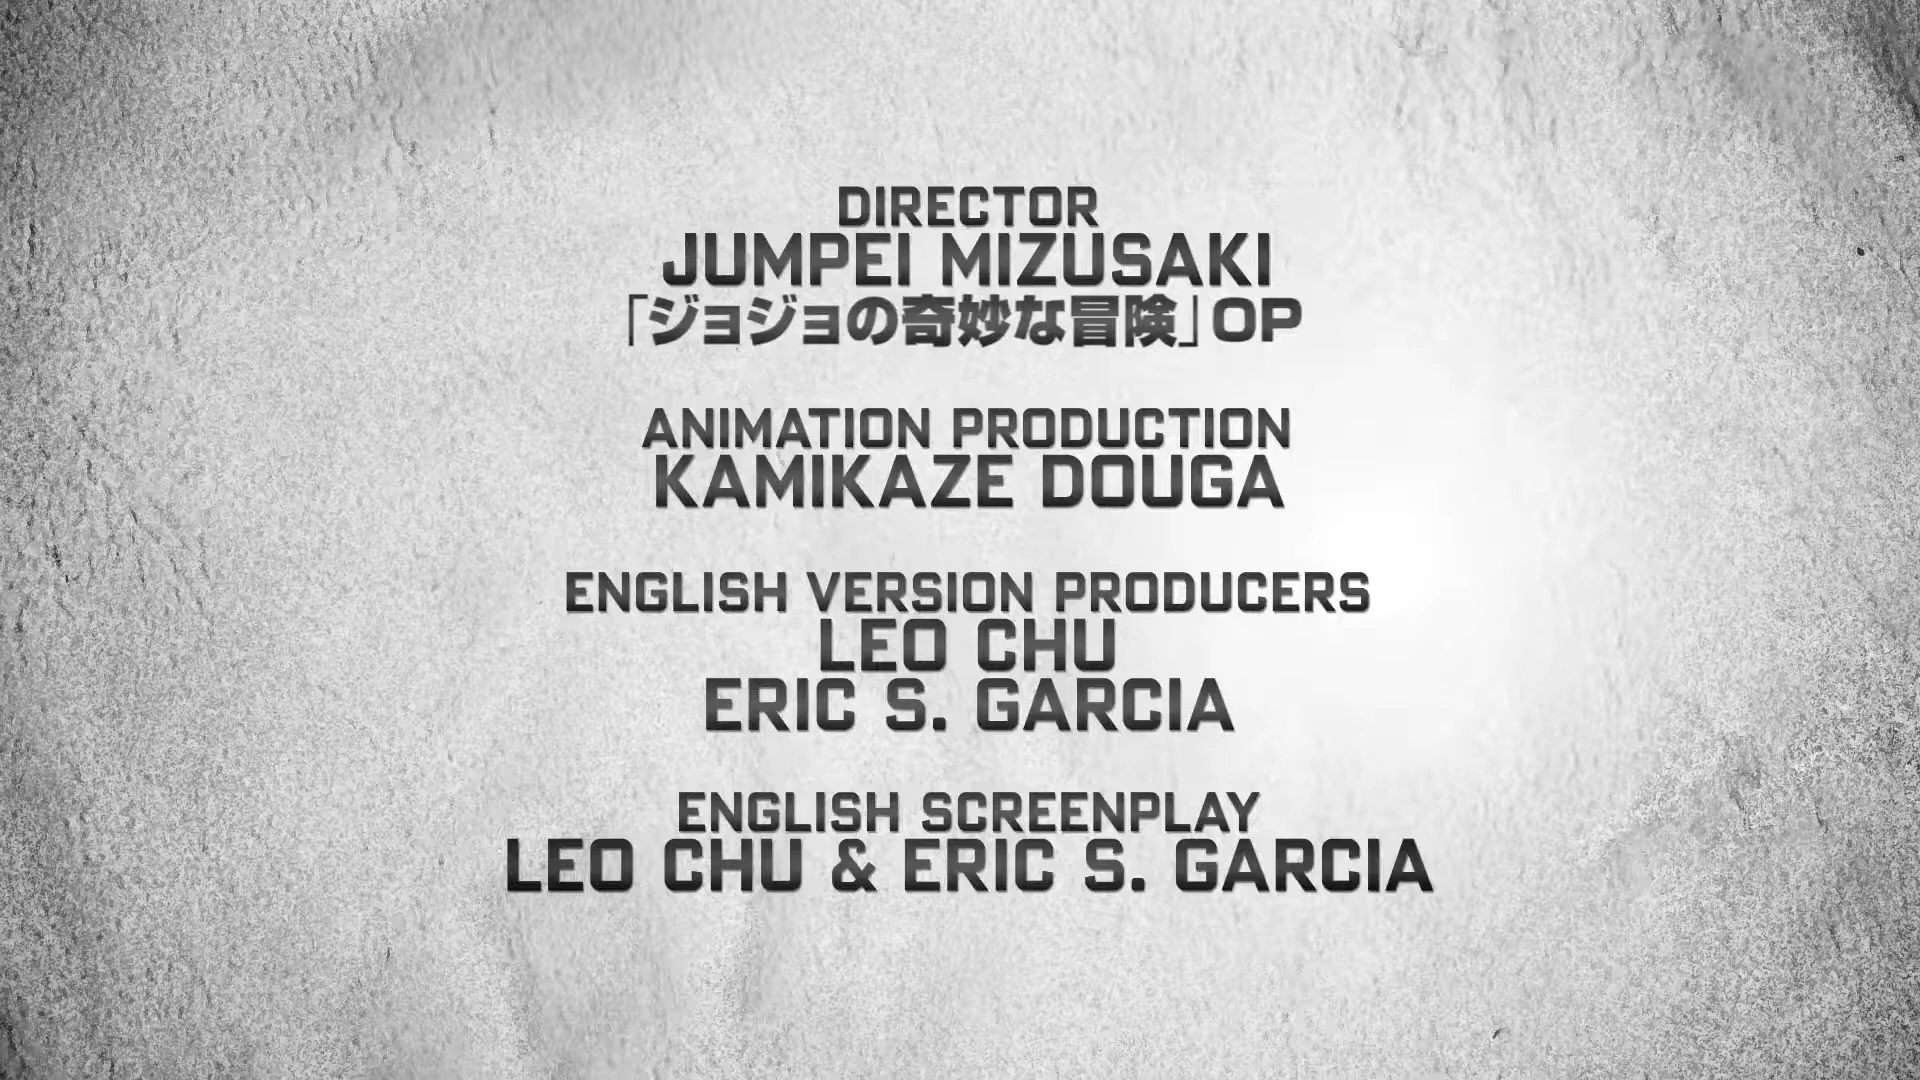 DIRECTOR
JUMPEI MIZUSAKI
「ジョジョの奇妙な冒険」OP
ANIMATION PRODUCTION
KAMIKAZE DOUGA
ENGLISH VERSION PRODUCERS
LEO CHU
ERIC S. GARCIA
ENGLISH SCREENPLAY
LEO CHU & ERIC S. GARCIA